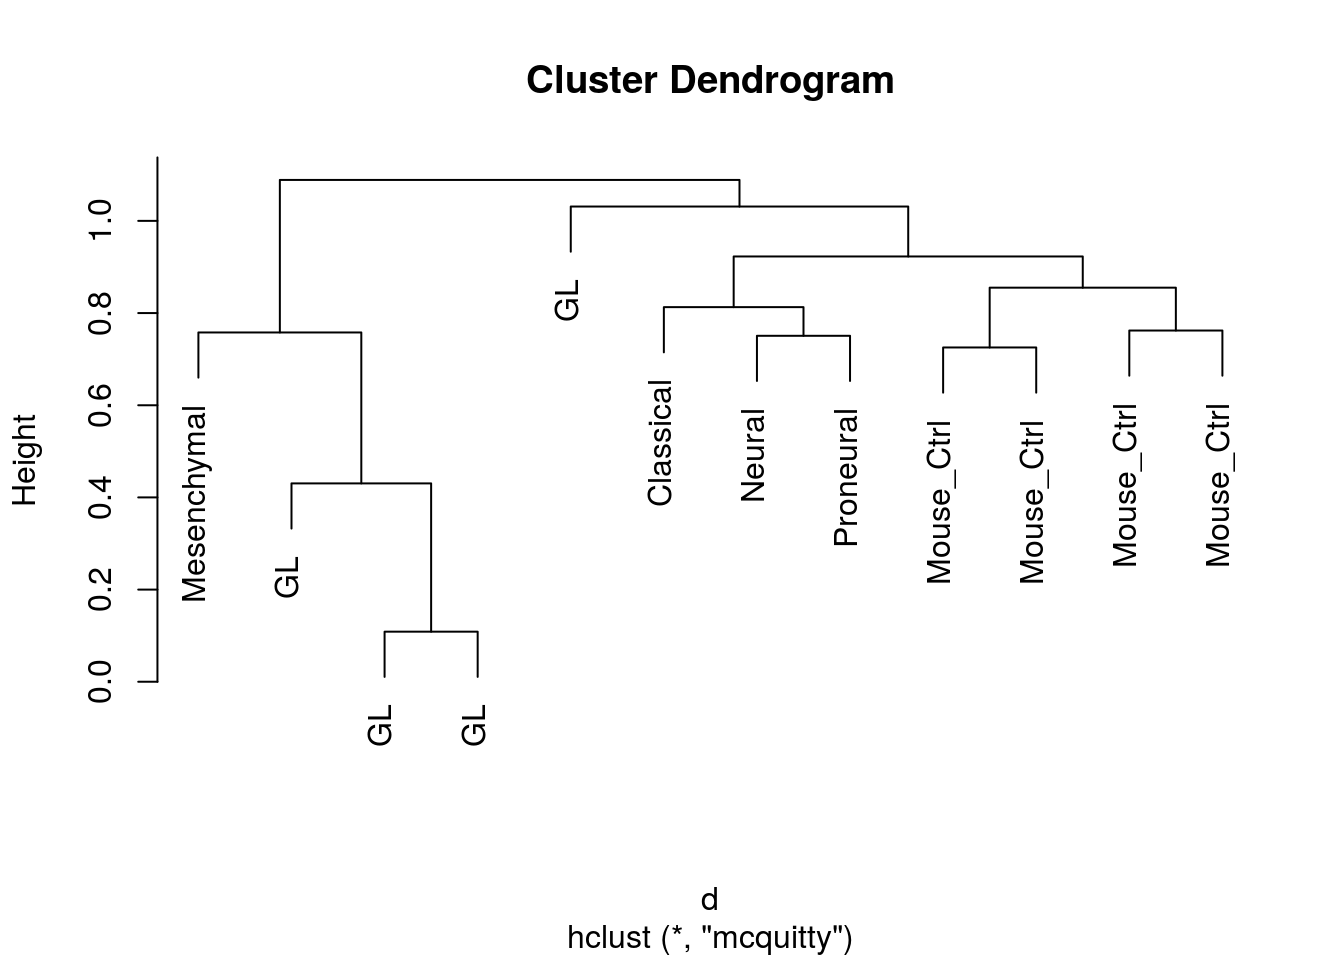 Cluster Dendrogram
Height
0.0
0.2
0.4
0.6
0.8
1.0
Mesenchymal
GL
GL
GL
GL
Classical
Neural
Proneural
Mouse_Ctrl
Mouse_Ctrl
Mouse_Ctrl
Mouse_Ctrl
d
hclust (*, "mcquitty")